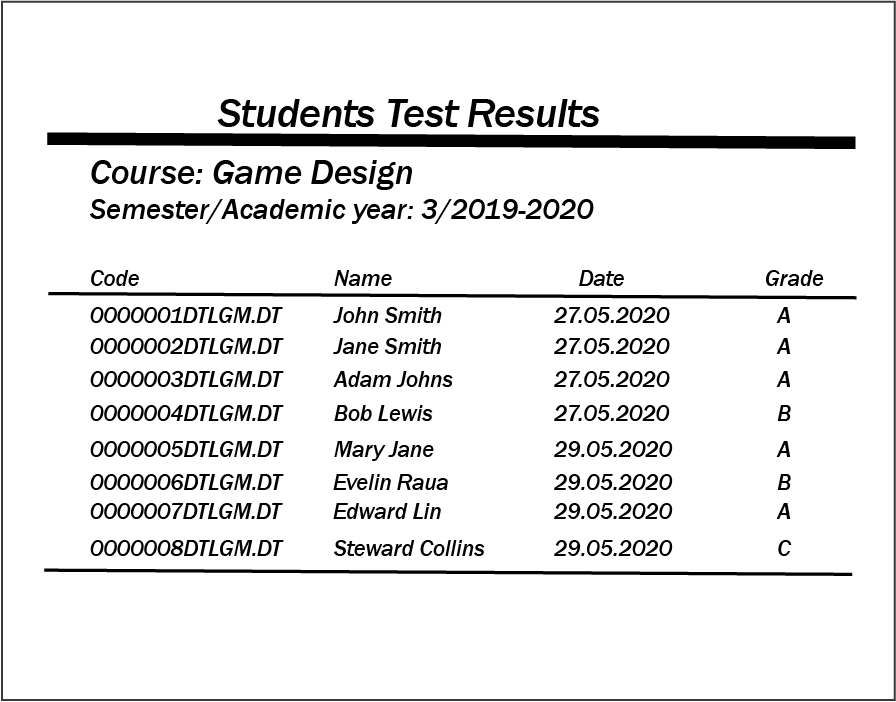 Students Test Results
Course: Game Design
Semester/Academic year: 3/2019-2020
Code Name Date Grade
0000001DTLGM.DT John Smith 27.05.2020 A
0000002DTLGM.DT Jane Smith 27.05.2020 A
0000003DTLGM.DT Adam Johns 27.05.2020 A
0000004DTLGM.DT Bob Lewis 27.05.2020 B
0000005DTLGM.DT Mary Jane 29.05.2020 A
0000006DTLGM.DT Evelin Raua 29.05.2020 B
0000007DTLGM.DT Edward Lin 29.05.2020 A
0000008DTLGM.DT Steward Collins 29.05.2020 C